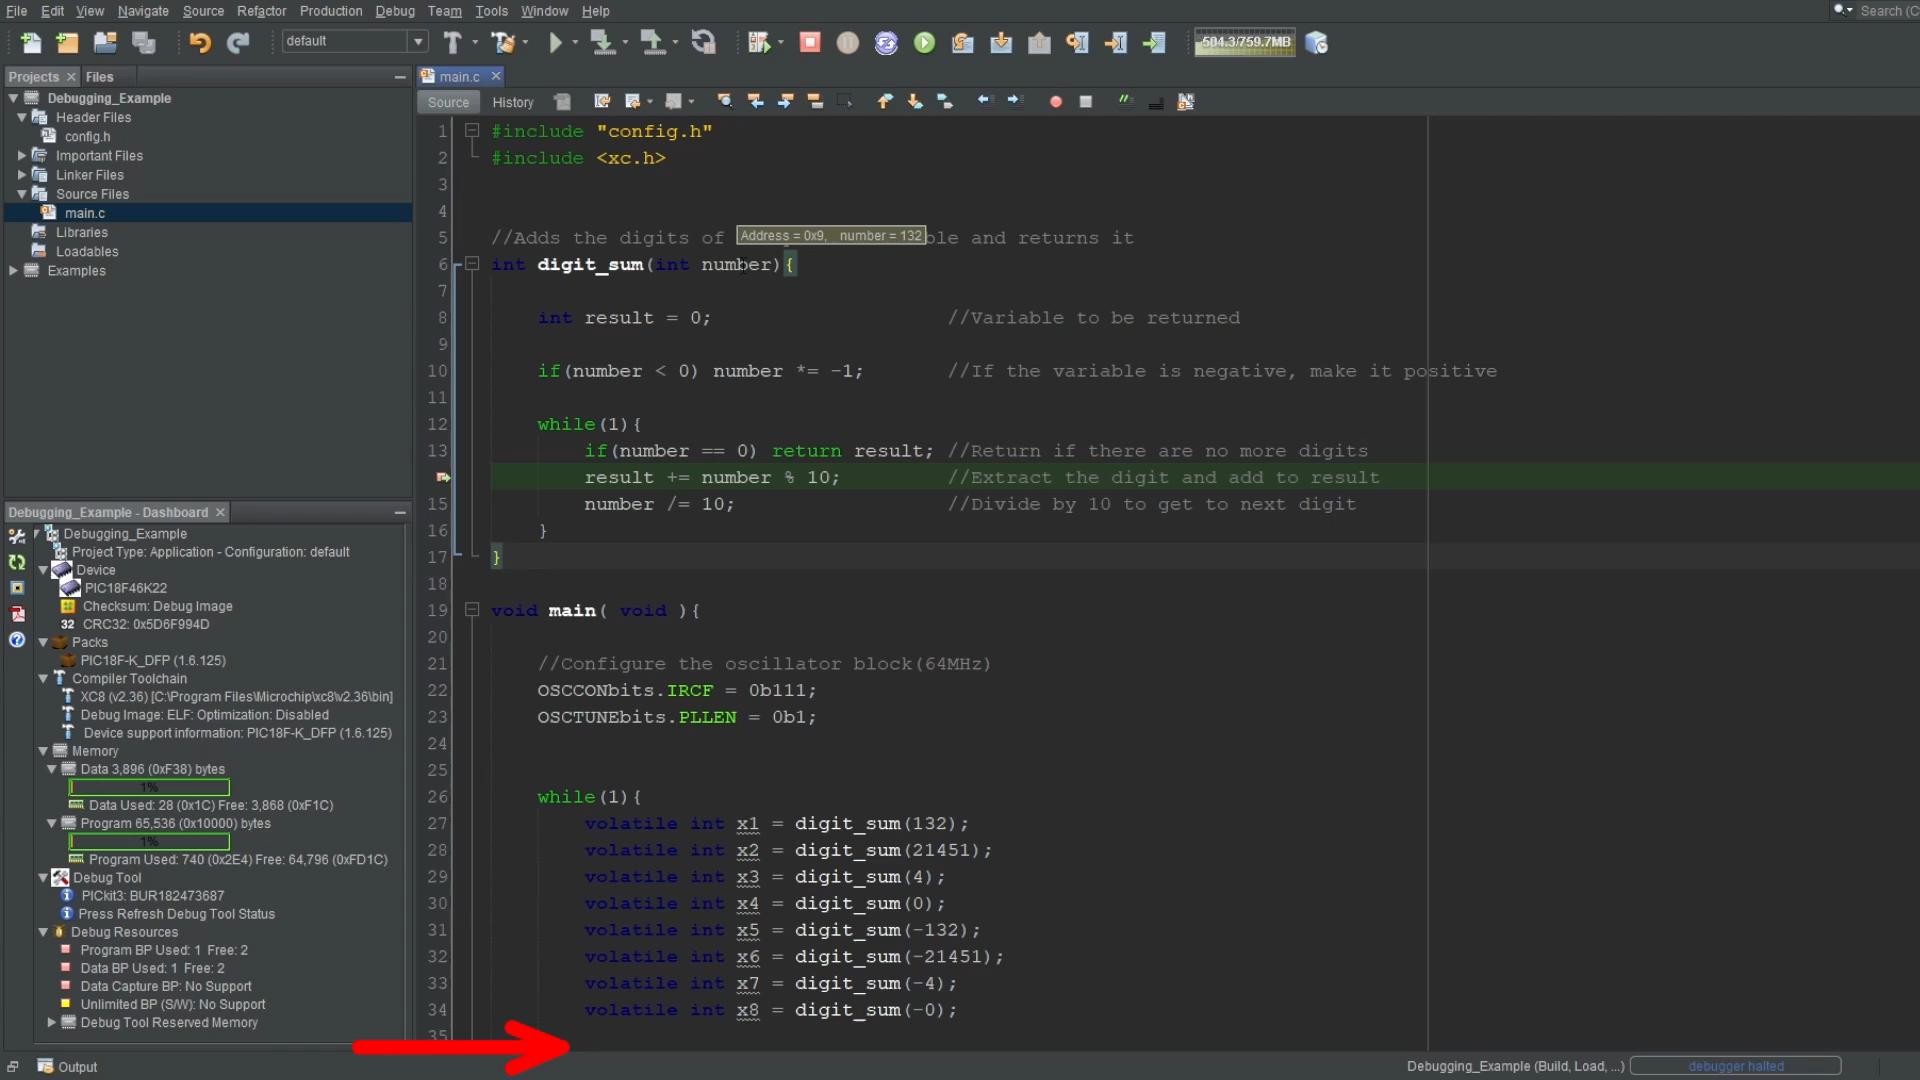 File Edit View Navigate Source Refactor Production Debug Team Tools Window Help Search (C
default 504.3/759.7MB
Projects Files main.c
Source History
Debugging_Example
Header Files
config.h
Important Files
Linker Files
Source Files
main.c
Libraries
Loadables
Examples
Debugging_Example - Dashboard
Debugging_Example
Project Type: Application - Configuration: default
Device
PIC18F46K22
Checksum: Debug Image
32 CRC32: 0x5D6F994D
Packs
PIC18F-K_DFP (1.6.125)
Compiler Toolchain
XC8 (v2.36) [C:\Program Files\Microchip\xc8\v2.36\bin]
Debug Image: ELF: Optimization: Disabled
Device support information: PIC18F-K_DFP (1.6.125)
Memory
Data 3,896 (0xF38) bytes
1%
Data Used: 28 (0x1C) Free: 3,868 (0xF1C)
Program 65,536 (0x10000) bytes
1%
Program Used: 740 (0x2E4) Free: 64,796 (0xFD1C)
Debug Tool
PICkit3: BUR182473687
Press Refresh Debug Tool Status
Debug Resources
Program BP Used: 1 Free: 2
Data BP Used: 1 Free: 2
Data Capture BP: No Support
Unlimited BP (S/W): No Support
Debug Tool Reserved Memory
1 #include "config.h"
2 #include <xc.h>
3
4
5 //Adds the digits of Address = 0x9, number = 132 ble and returns it
6 int digit_sum(int number){
7
8 int result = 0; //Variable to be returned
9
10 if(number < 0) number *= -1; //If the variable is negative, make it positive
11
12 while(1){
13 if(number == 0) return result; //Return if there are no more digits
result += number % 10; //Extract the digit and add to result
15 number /= 10; //Divide by 10 to get to next digit
16 }
17 }
18
19 void main( void ){
20
21 //Configure the oscillator block(64MHz)
22 OSCCONbits.IRCF = 0b111;
23 OSCTUNEbits.PLLEN = 0b1;
24
25
26 while(1){
27 volatile int x1 = digit_sum(132);
28 volatile int x2 = digit_sum(21451);
29 volatile int x3 = digit_sum(4);
30 volatile int x4 = digit_sum(0);
31 volatile int x5 = digit_sum(-132);
32 volatile int x6 = digit_sum(-21451);
33 volatile int x7 = digit_sum(-4);
34 volatile int x8 = digit_sum(-0);
35
Output Debugging_Example (Build, Load, ...) debugger halted